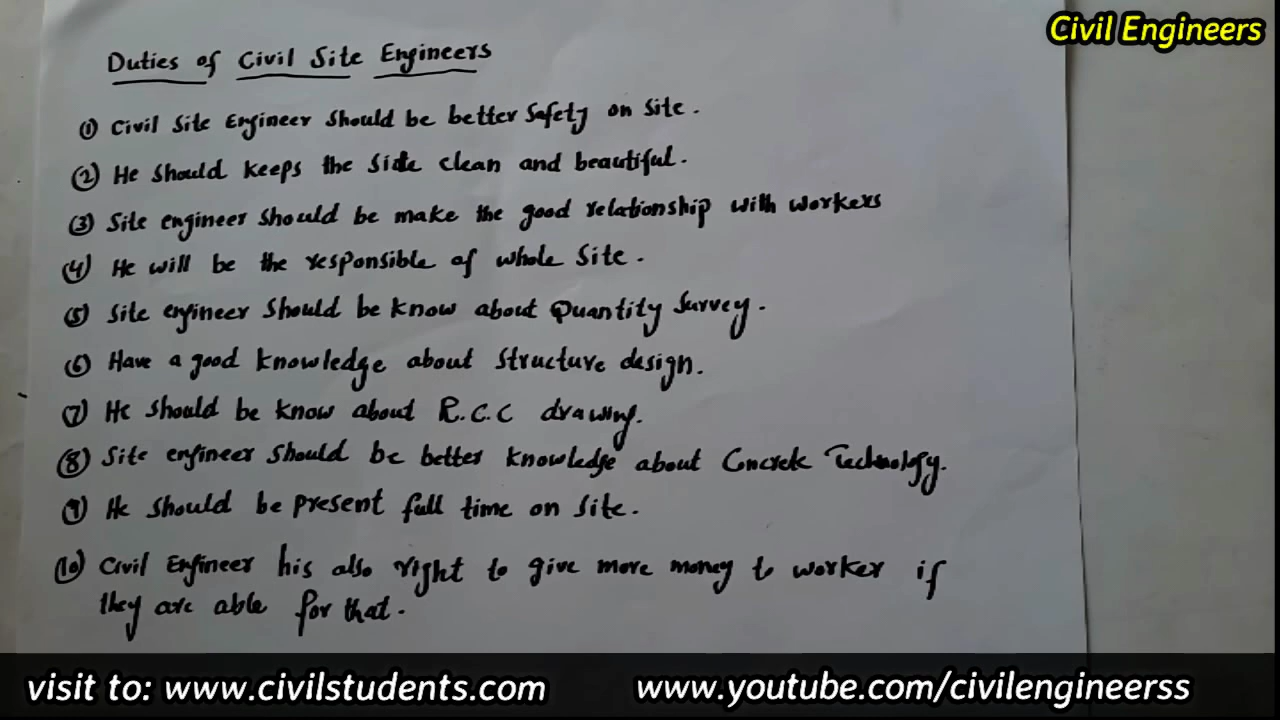 Civil Engineers
Duties of Civil Site Engineers
(1) Civil Site Engineer Should be better Safety on Site.
(2) He Should keeps the Side clean and beautiful.
(3) Site engineer Should be make the good relationship with workers
(4) He will be the responsible of whole Site.
(5) Site engineer Should be know about Quantity Survey.
(6) Have a good knowledge about Structure design.
(7) He Should be know about R.C.C drawing.
(8) Site engineer Should be better knowledge about Concrete Technology.
(9) He Should be present full time on Site.
(10) Civil Engineer his also right to give more money to worker if
they are able for that.
visit to: www.civilstudents.com www.youtube.com/civilengineerss